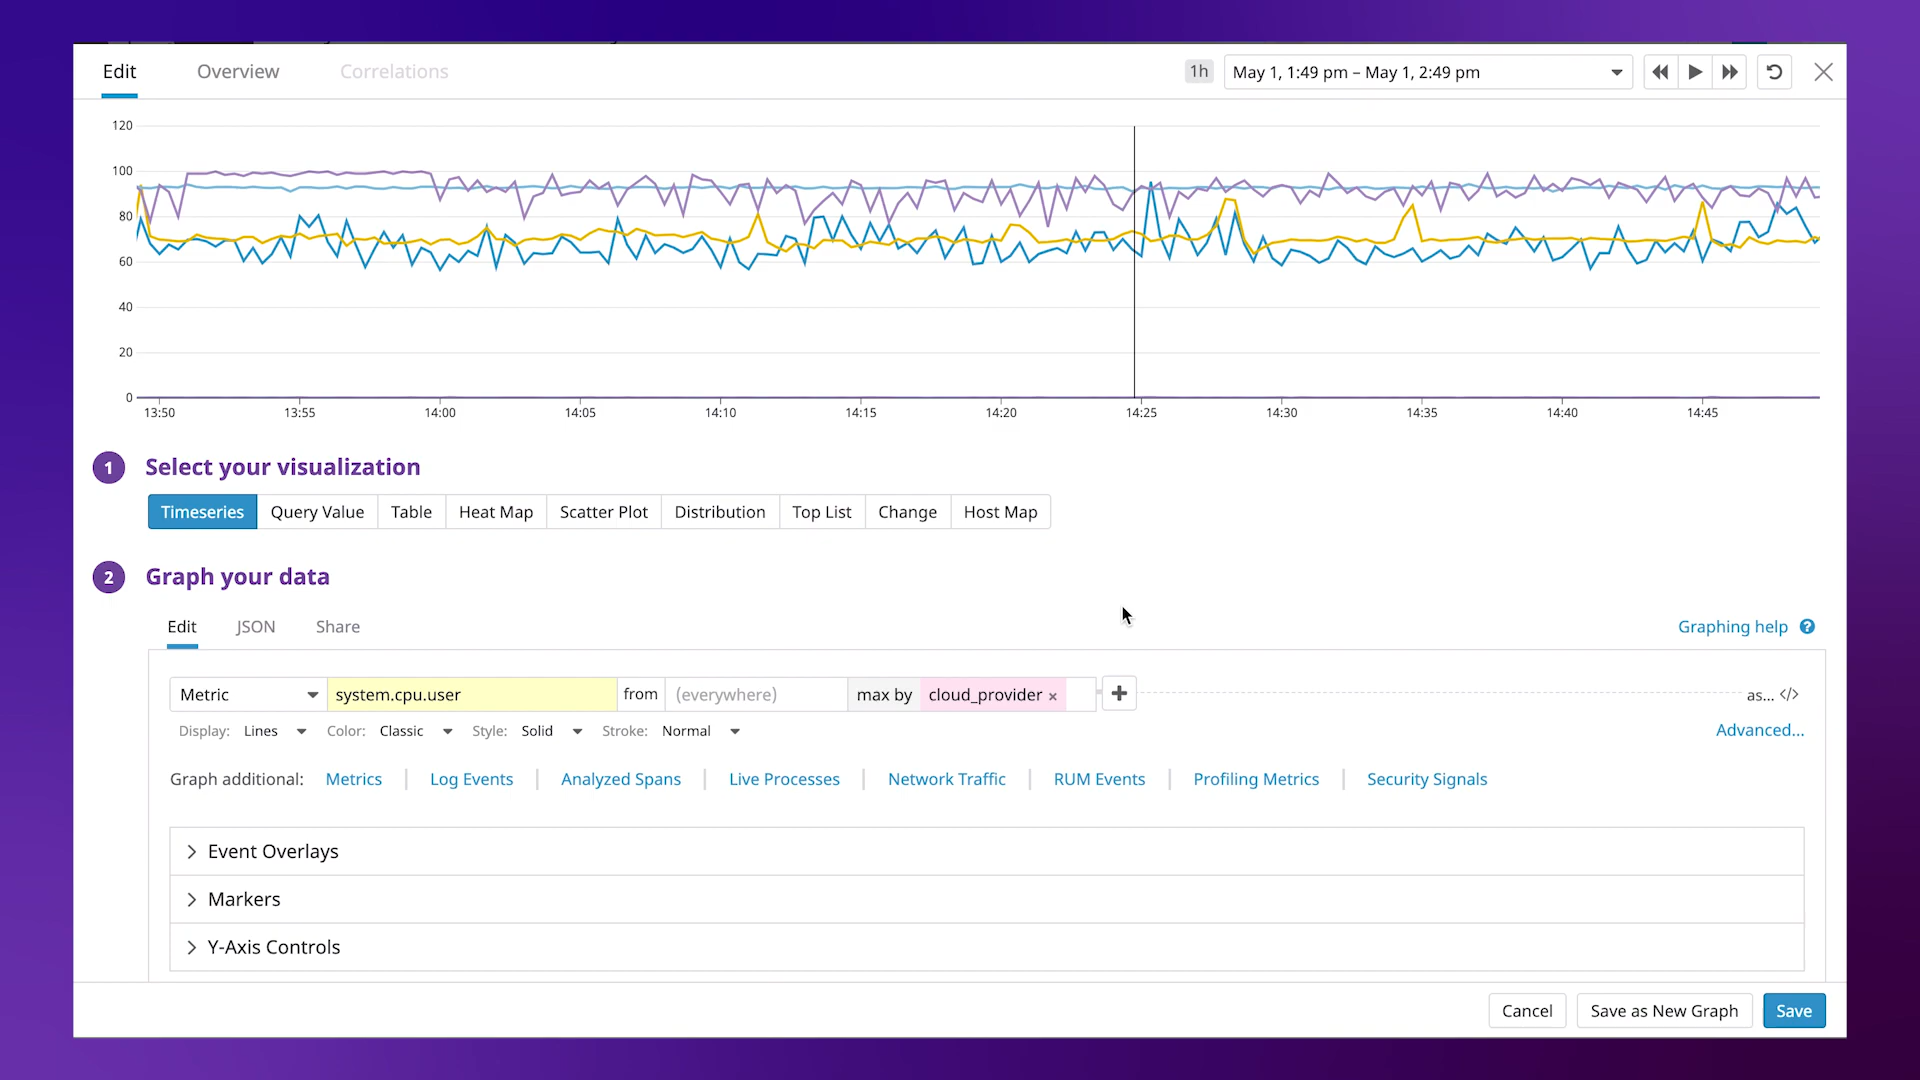 Edit Overview Correlations 1h May 1, 1:49 pm – May 1, 2:49 pm
120
100
80
60
40
20
0
13:50 13:55 14:00 14:05 14:10 14:15 14:20 14:25 14:30 14:35 14:40 14:45
1 Select your visualization
Timeseries Query Value Table Heat Map Scatter Plot Distribution Top List Change Host Map
2 Graph your data
Edit JSON Share Graphing help ?
Metric system.cpu.user from (everywhere) max by cloud_provider × + as... </>
Display: Lines Color: Classic Style: Solid Stroke: Normal Advanced...
Graph additional: Metrics | Log Events | Analyzed Spans | Live Processes | Network Traffic | RUM Events | Profiling Metrics | Security Signals
Event Overlays
Markers
Y-Axis Controls
Cancel Save as New Graph Save